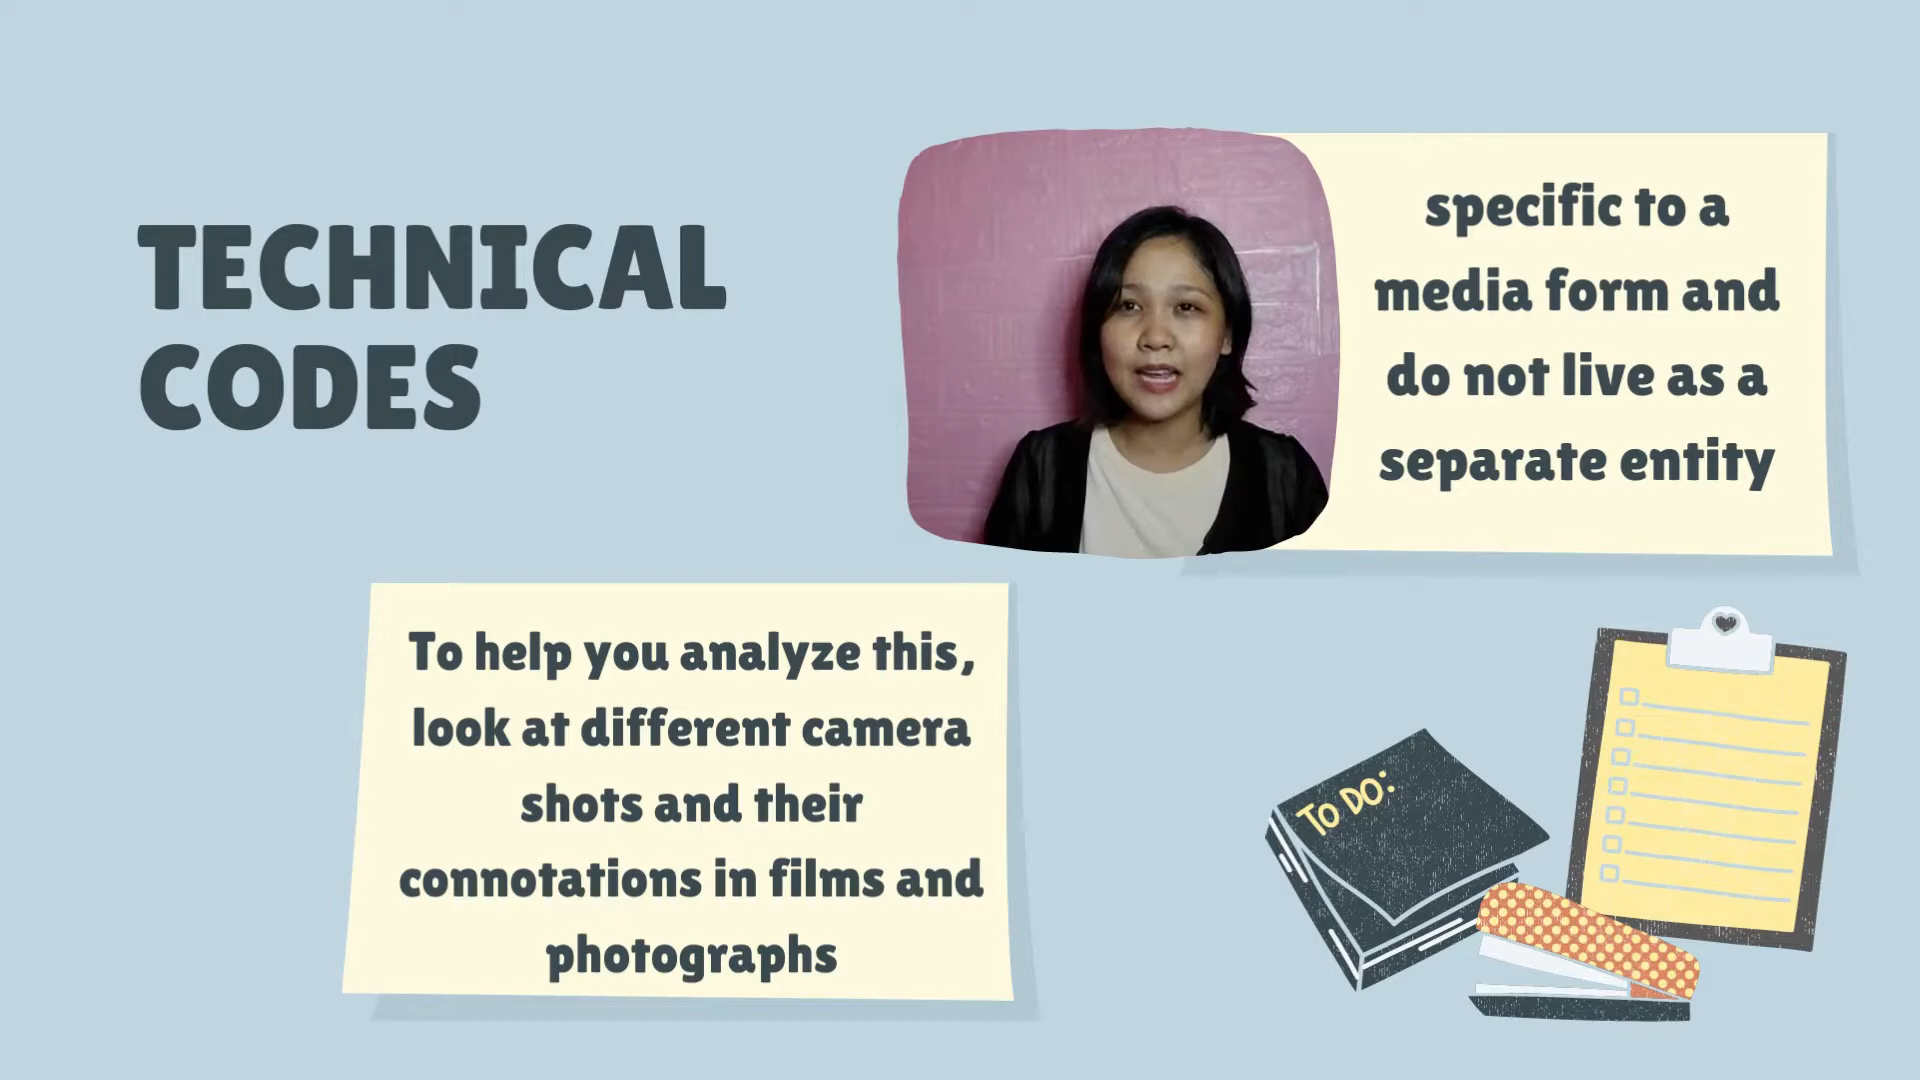 TECHNICAL
CODES
specific to a
media form and
do not live as a
separate entity
To help you analyze this,
look at different camera
shots and their
connotations in films and
photographs
TO DO: